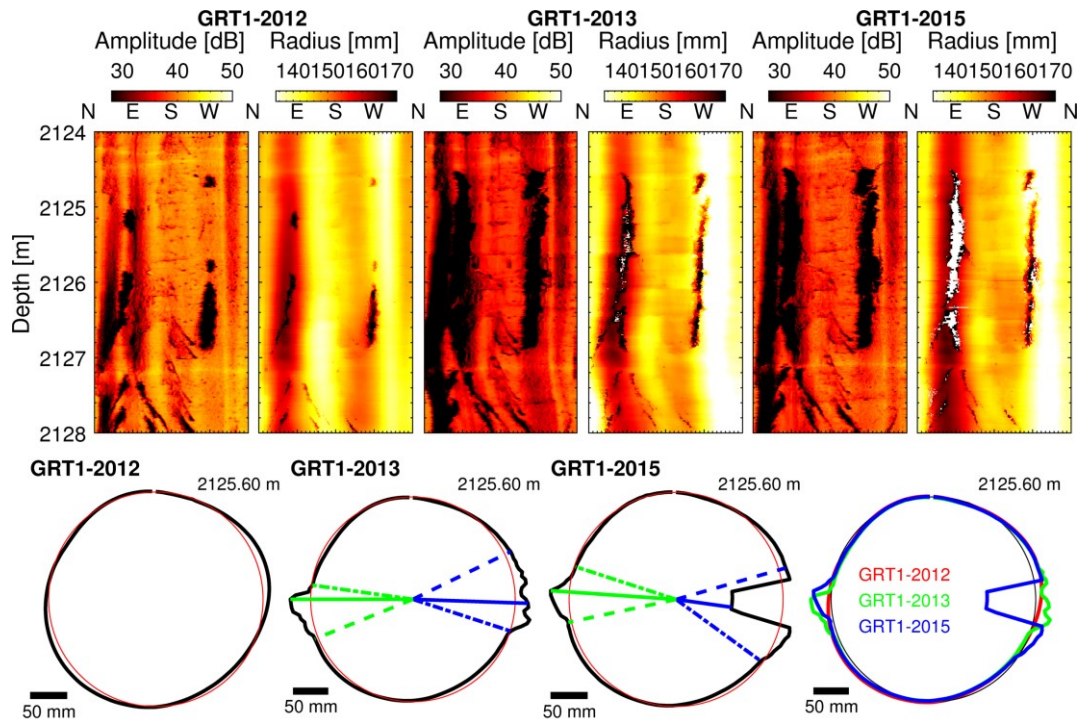 GRT1-2012 GRT1-2013 GRT1-2015
Amplitude [dB] Radius [mm] Amplitude [dB] Radius [mm] Amplitude [dB] Radius [mm]
30 40 50 140150160170 30 40 50 140150160170 30 40 50 140150160170
N E S W N E S W N E S W N E S W N E S W N E S W N
2124
2125
2126
2127
2128
Depth [m]
GRT1-2012 GRT1-2013 GRT1-2015
2125.60 m 2125.60 m 2125.60 m 2125.60 m
GRT1-2012
GRT1-2013
GRT1-2015
50 mm 50 mm 50 mm 50 mm